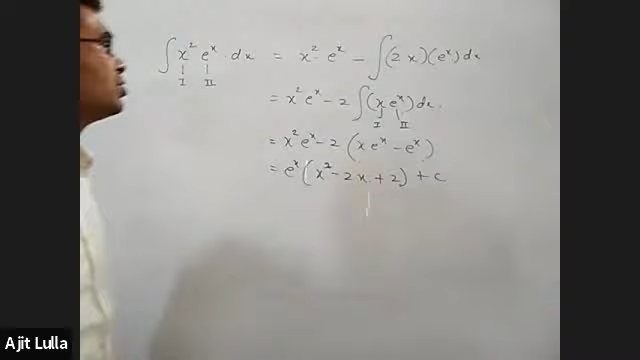 ∫ x² eˣ · dx = x² · eˣ − ∫(2x)(eˣ)dx
I II
= x² eˣ − 2 ∫(x eˣ)dx.
I II
= x² eˣ − 2 (x eˣ − eˣ)
= eˣ (x² − 2x + 2) + c
Ajit Lulla